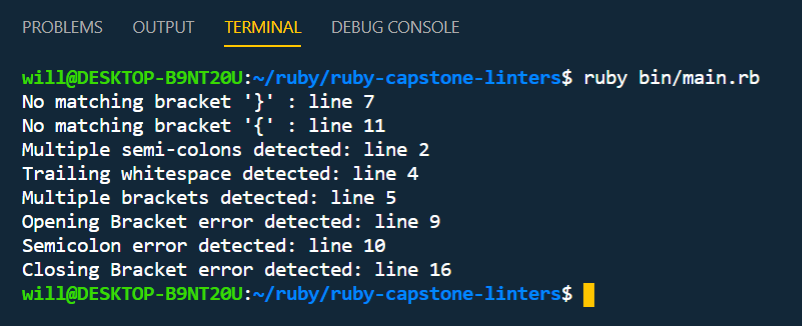 PROBLEMS OUTPUT TERMINAL DEBUG CONSOLE
will@DESKTOP-B9NT20U:~/ruby/ruby-capstone-linters$ ruby bin/main.rb
No matching bracket '}' : line 7
No matching bracket '{' : line 11
Multiple semi-colons detected: line 2
Trailing whitespace detected: line 4
Multiple brackets detected: line 5
Opening Bracket error detected: line 9
Semicolon error detected: line 10
Closing Bracket error detected: line 16
will@DESKTOP-B9NT20U:~/ruby/ruby-capstone-linters$